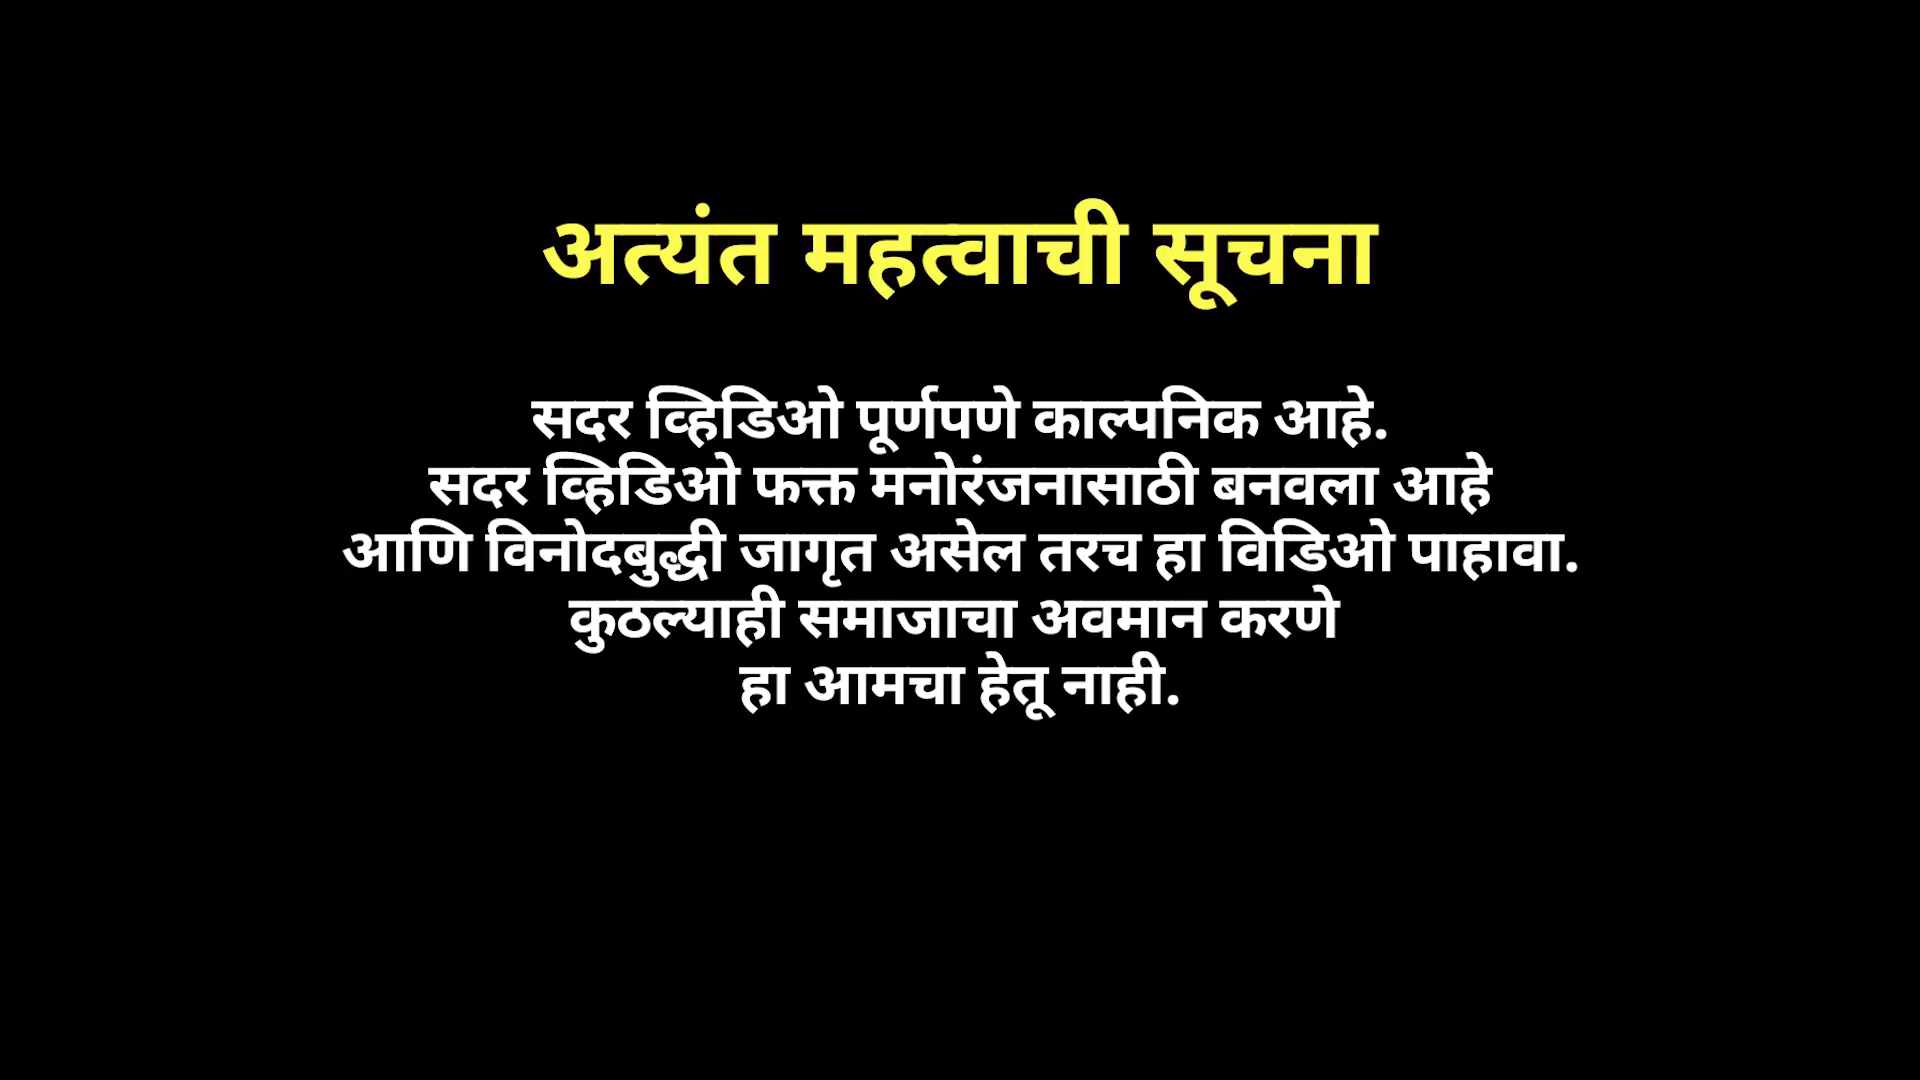 अत्यंत महत्वाची सूचना
सदर व्हिडिओ पूर्णपणे काल्पनिक आहे.
सदर व्हिडिओ फक्त मनोरंजनासाठी बनवला आहे
आणि विनोदबुद्धी जागृत असेल तरच हा विडिओ पाहावा.
कुठल्याही समाजाचा अवमान करणे
हा आमचा हेतू नाही.